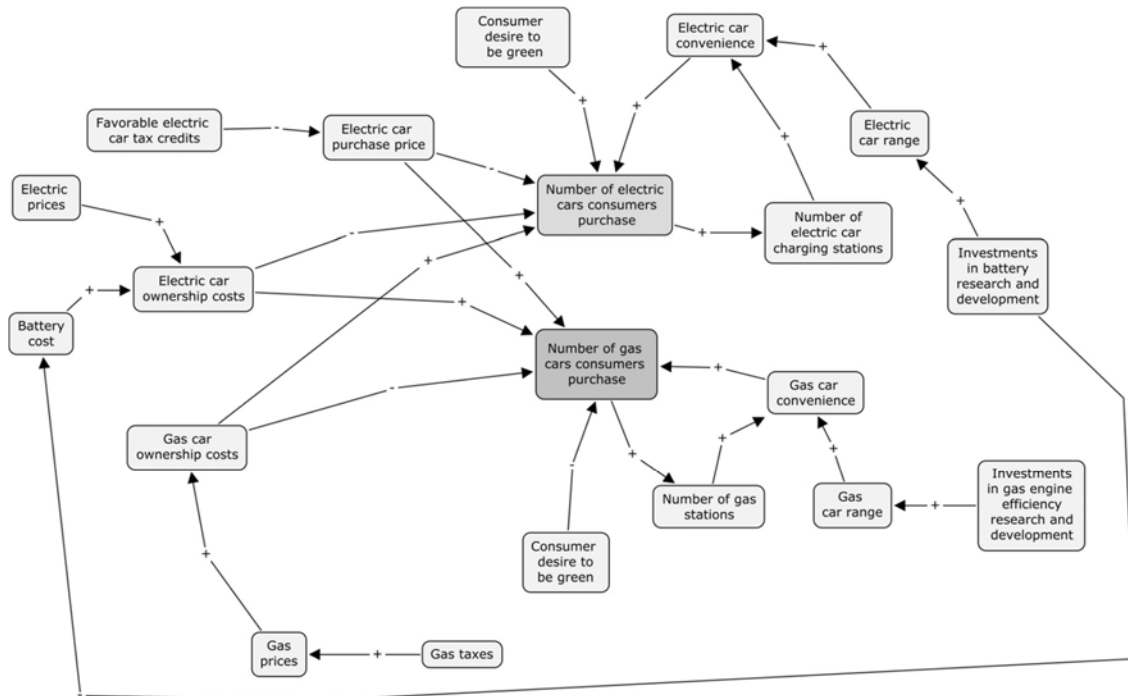 Consumer
desire to
be green
Electric car
convenience
+
+
+
Favorable electric
car tax credits
-
Electric car
purchase price
+
Electric
car range
-
Electric
prices
+
Number of electric
cars consumers
purchase
+
Number of
electric car
charging stations
+
-
+
Investments
in battery
research and
development
Electric car
ownership costs
+
+
+
Battery
cost
Number of gas
cars consumers
purchase
+
Gas car
convenience
-
Gas car
ownership costs
+
+
+
-
Number of gas
stations
Gas
car range
+
Investments
in gas engine
efficiency
research and
development
+
Consumer
desire to
be green
Gas
prices
+
Gas taxes
-